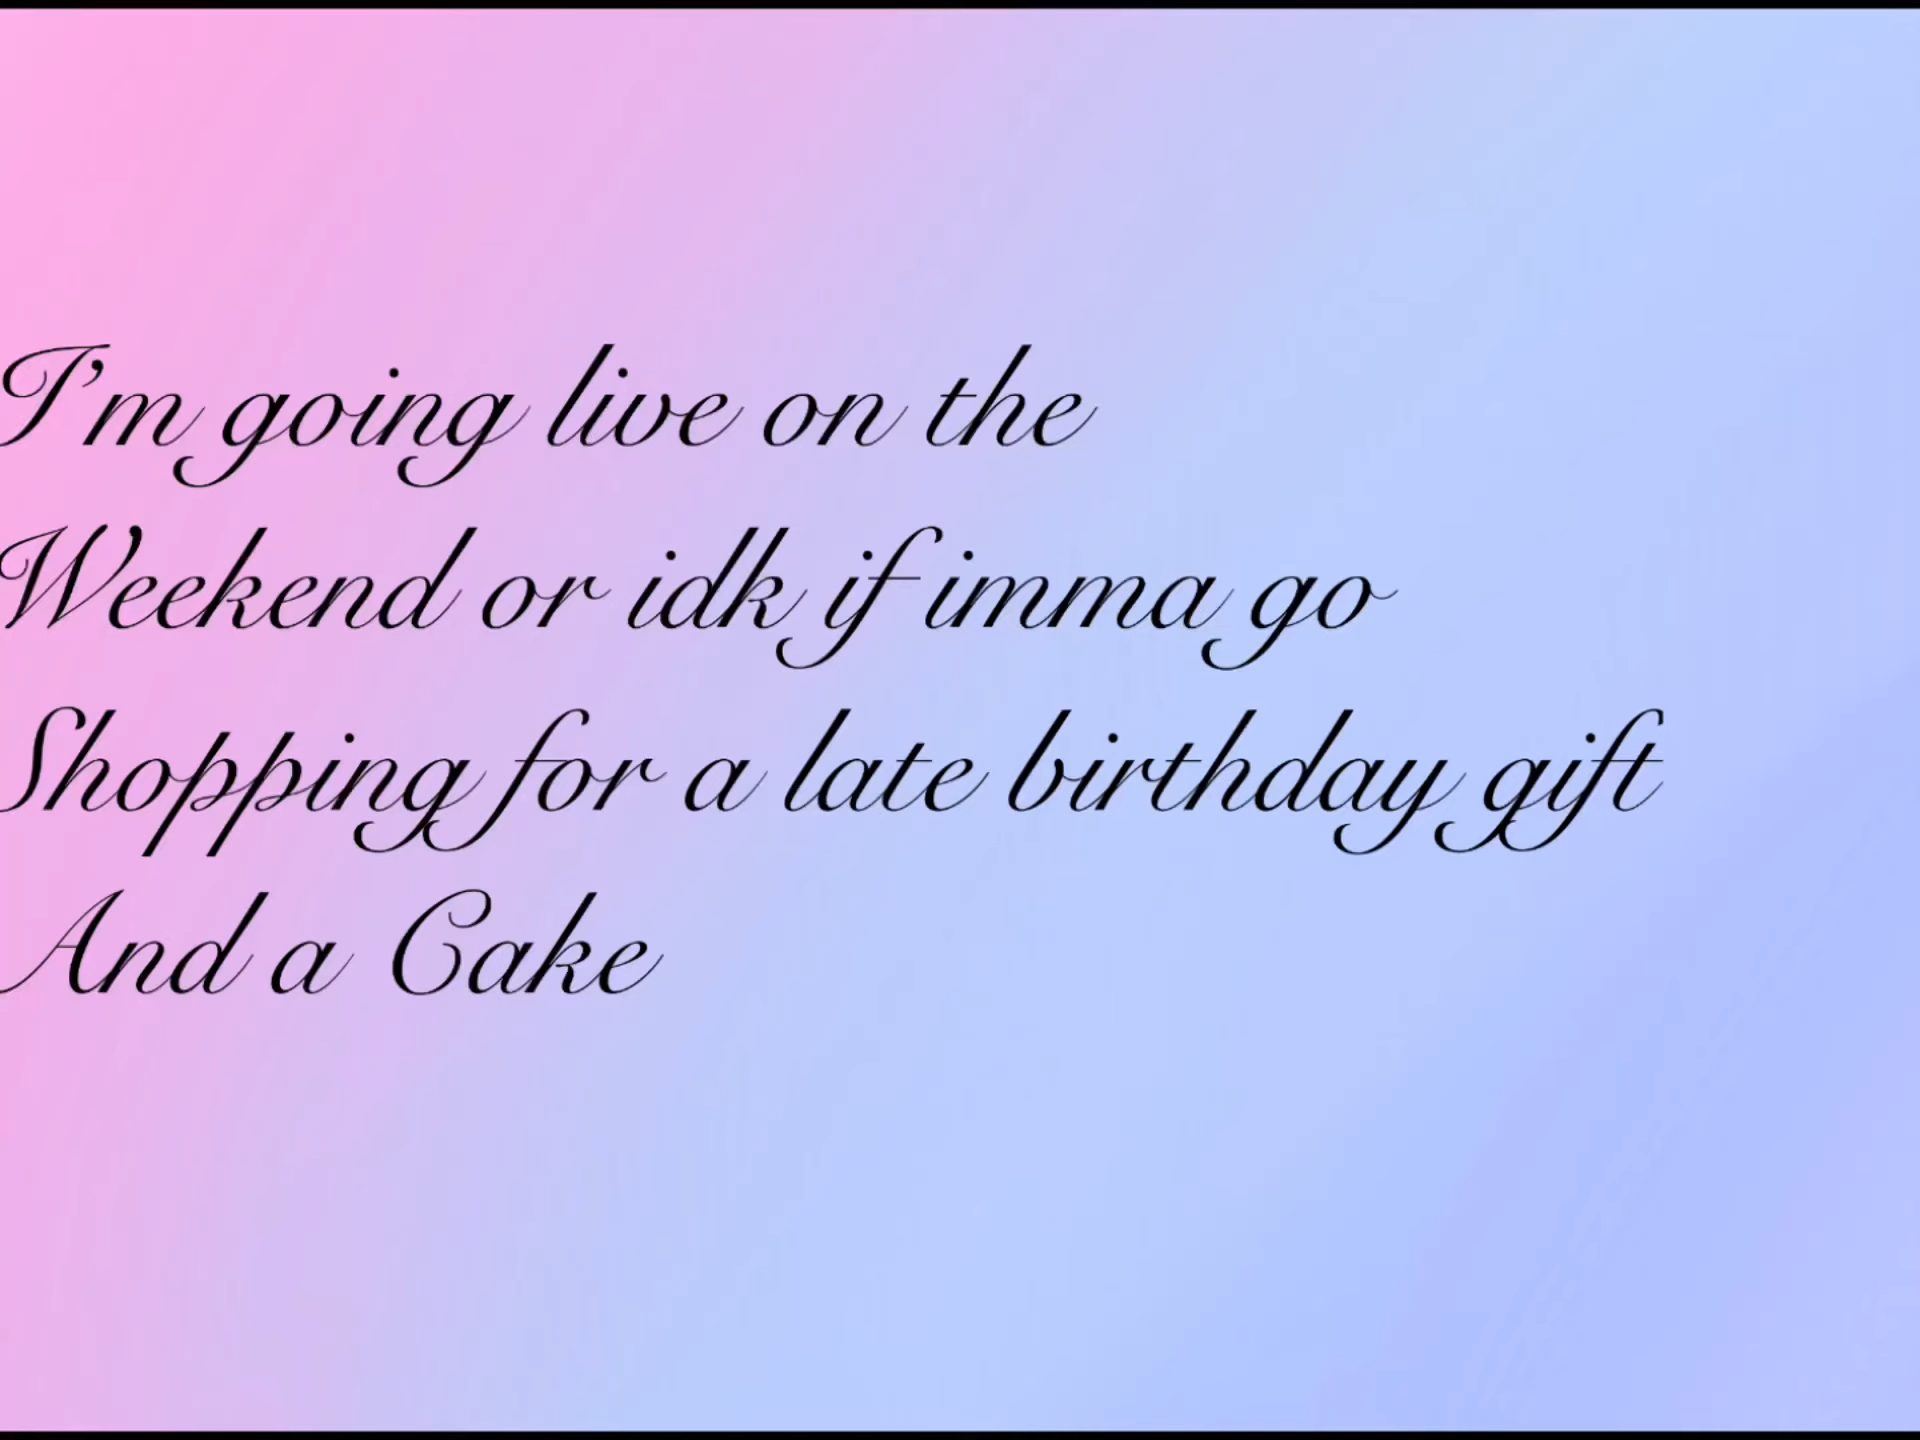 I'm going live on the
Weekend or idk if imma go
Shopping for a late birthday gift
And a Cake